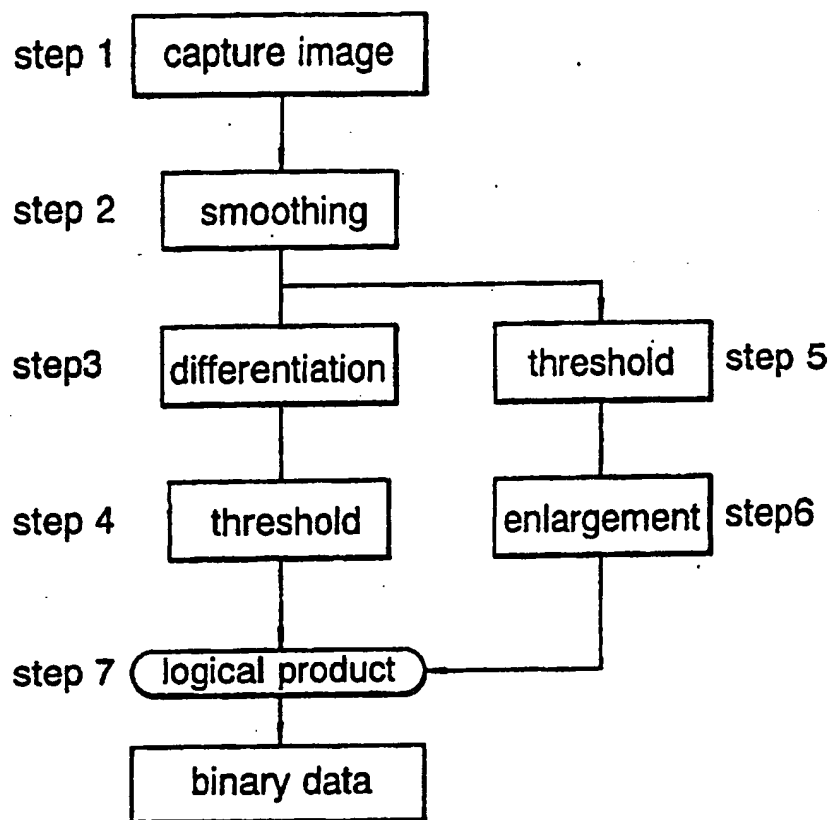 step 1 capture image
step 2 smoothing
step3 differentiation threshold step 5
step 4 threshold enlargement step6
step 7 logical product
binary data